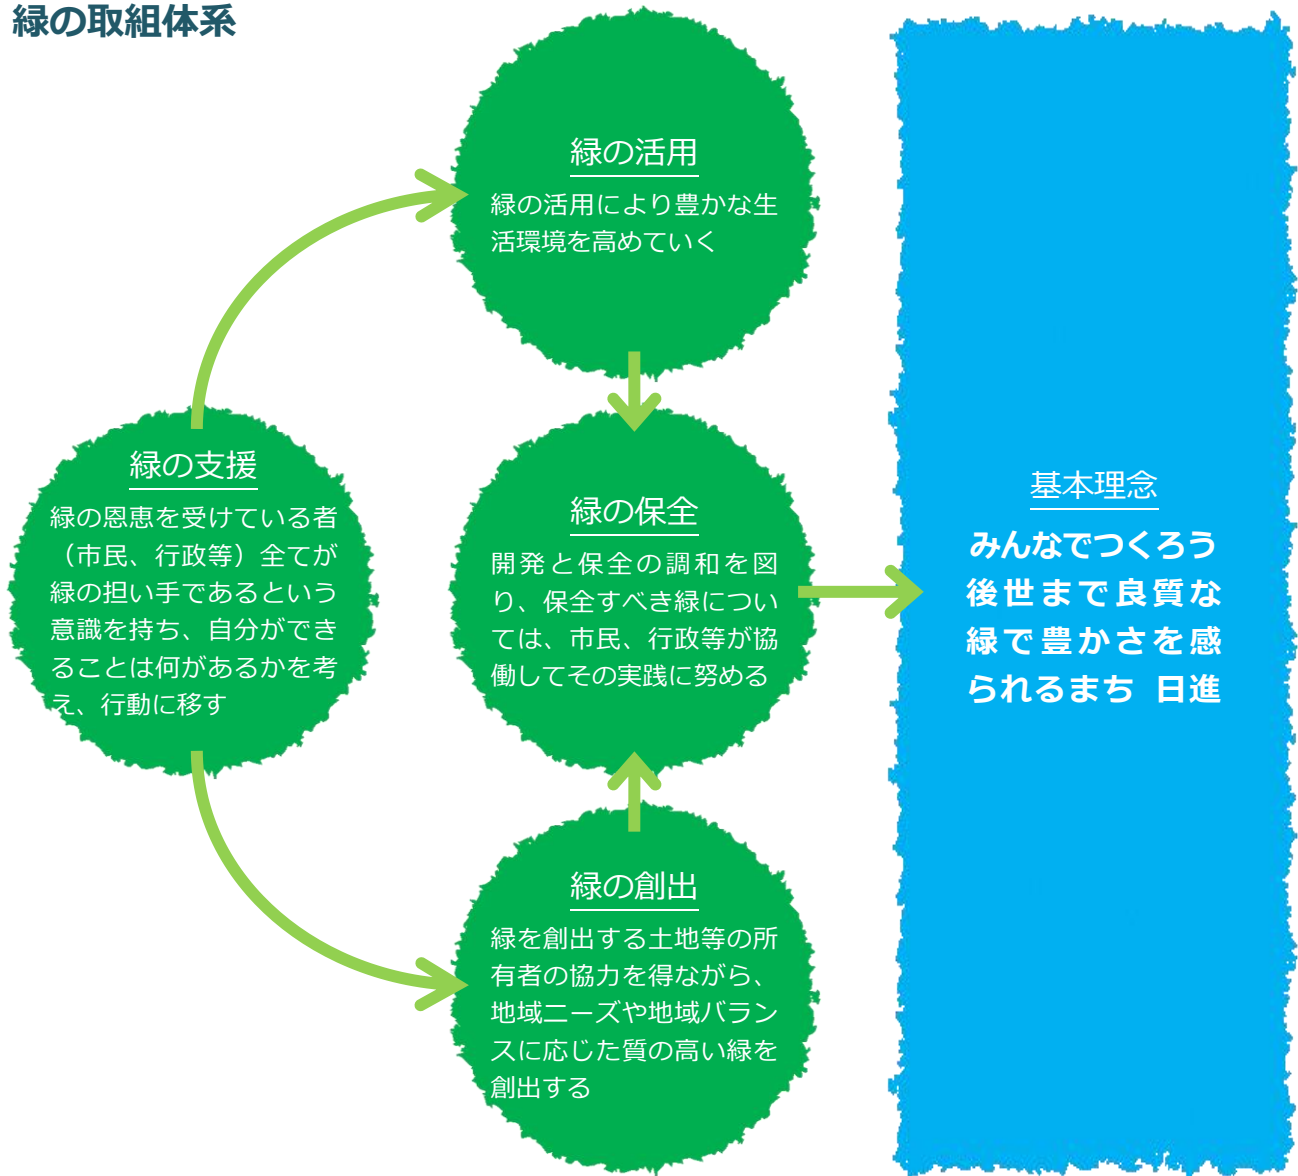 緑の取組体系
緑の活用
緑の活用により豊かな生
活環境を高めていく
緑の支援
緑の恩恵を受けている者
（市民、行政等）全てが
緑の担い手であるという
意識を持ち、自分ができ
ることは何があるかを考
え、行動に移す
緑の保全
開発と保全の調和を図
り、保全すべき緑につい
ては、市民、行政等が協
働してその実践に努める
緑の創出
緑を創出する土地等の所
有者の協力を得ながら、
地域ニーズや地域バラン
スに応じた質の高い緑を
創出する
基本理念
みんなでつくろう
後世まで良質な
緑で豊かさを感
られるまち 日進